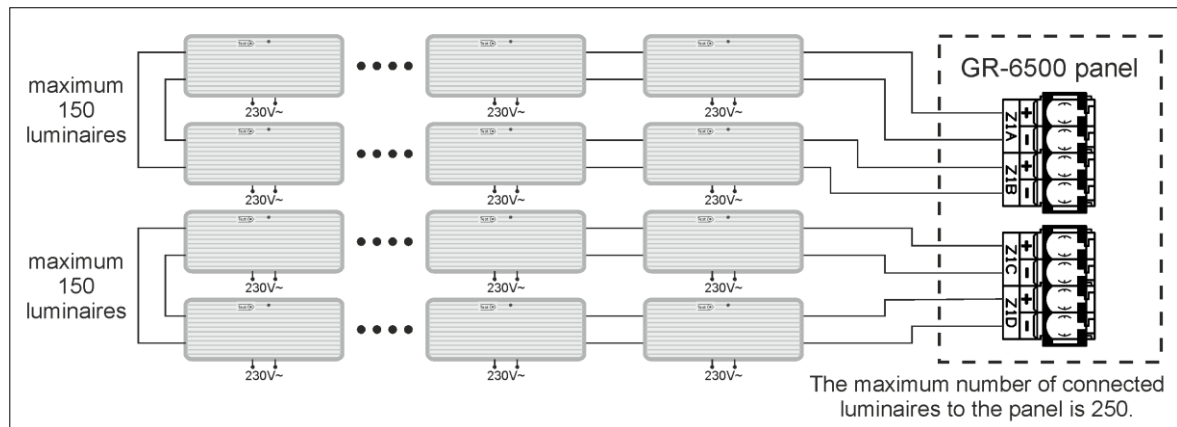 GR-6500 panel
maximum
150
luminaires
230V~
230V~
230V~
Z1A
+
-
Z1B
+
-
230V~
230V~
230V~
maximum
150
luminaires
230V~
230V~
230V~
Z1C
+
-
Z1D
+
-
230V~
230V~
230V~
The maximum number of connected
luminaires to the panel is 250.